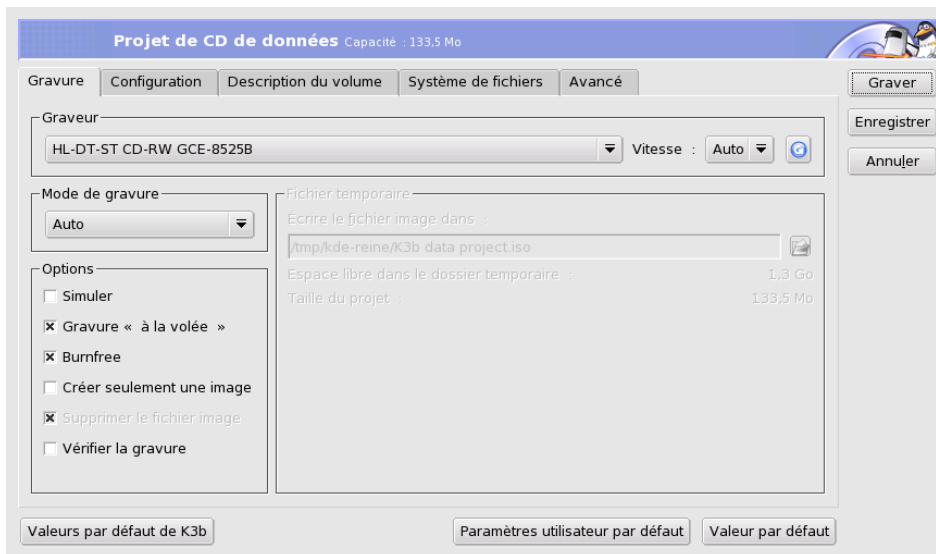 Projet de CD de données Capacité : 133,5 Mo
Gravure Configuration Description du volume Système de fichiers Avancé
Graver
Enregistrer
Annuler
Graveur
HL-DT-ST CD-RW GCE-8525B Vitesse : Auto
Mode de gravure
Auto
Options
Simuler
Gravure « à la volée »
Burnfree
Créer seulement une image
Supprimer le fichier image
Vérifier la gravure
Fichier temporaire
Écrire le fichier image dans :
/tmp/kde-reine/K3b data project.iso
Espace libre dans le dossier temporaire : 1,3 Go
Taille du projet : 133,5 Mo
Valeurs par défaut de K3b Paramètres utilisateur par défaut Valeur par défaut